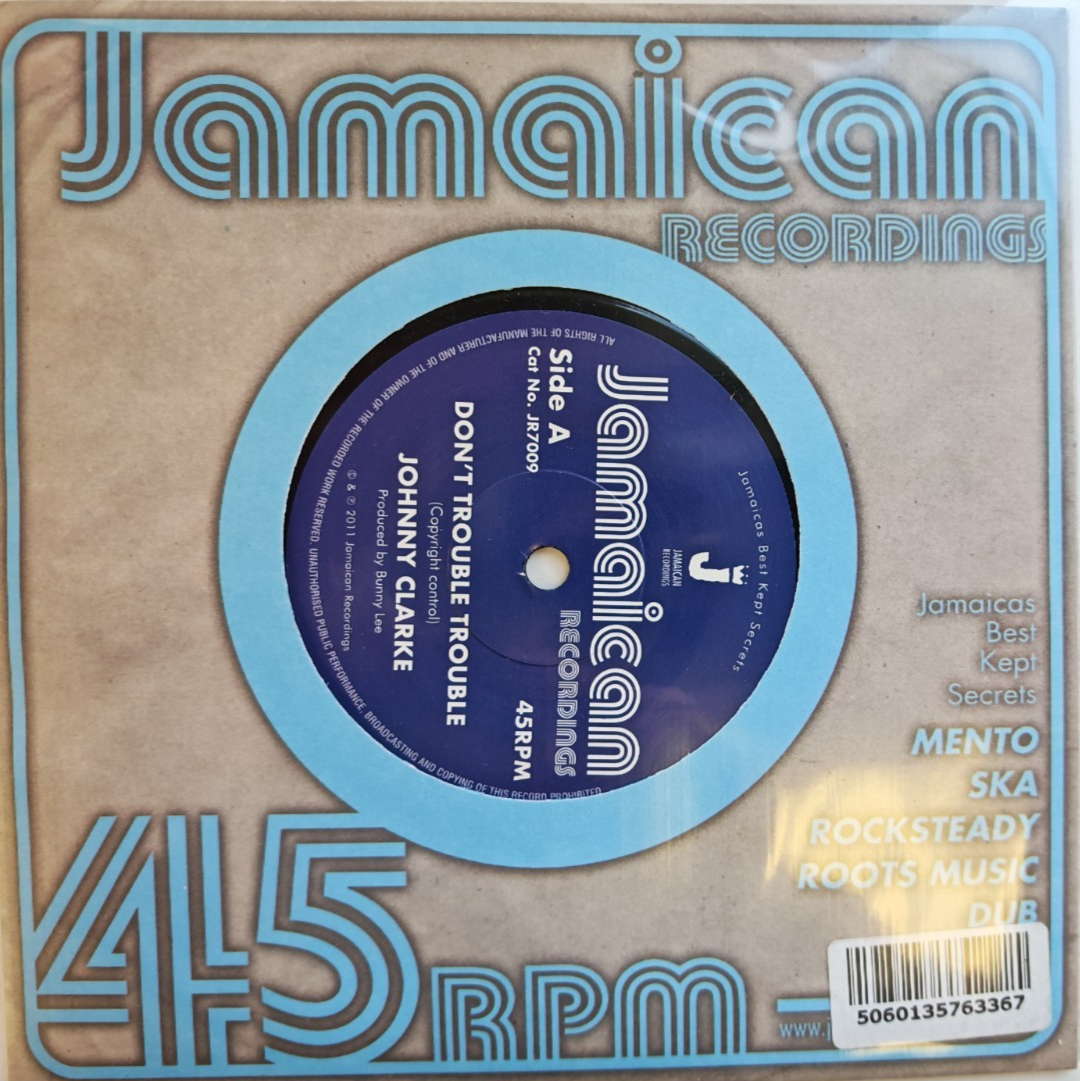 Jamaican
RECORDINGS
ALL RIGHTS OF THE MANUFACTURER AND OF THE OWNER OF THE RECORDED WORK RESERVED. UNAUTHORISED PUBLIC PERFORMANCE, BROADCASTING AND COPYING OF THIS RECORD PROHIBITED
Jamaicas Best Kept Secrets
J
JAMAICAN
RECORDINGS
Jamaican
RECORDINGS
Side A
Cat No. JR7009
45RPM
DON'T TROUBLE TROUBLE
(Copyright control)
JOHNNY CLARKE
Produced by Bunny Lee
© & ℗ 2011 Jamaican Recordings
Jamaicas
Best
Kept
Secrets
MENTO
SKA
ROCKSTEADY
ROOTS MUSIC
DUB
45 RPM
www.j
5060135763367